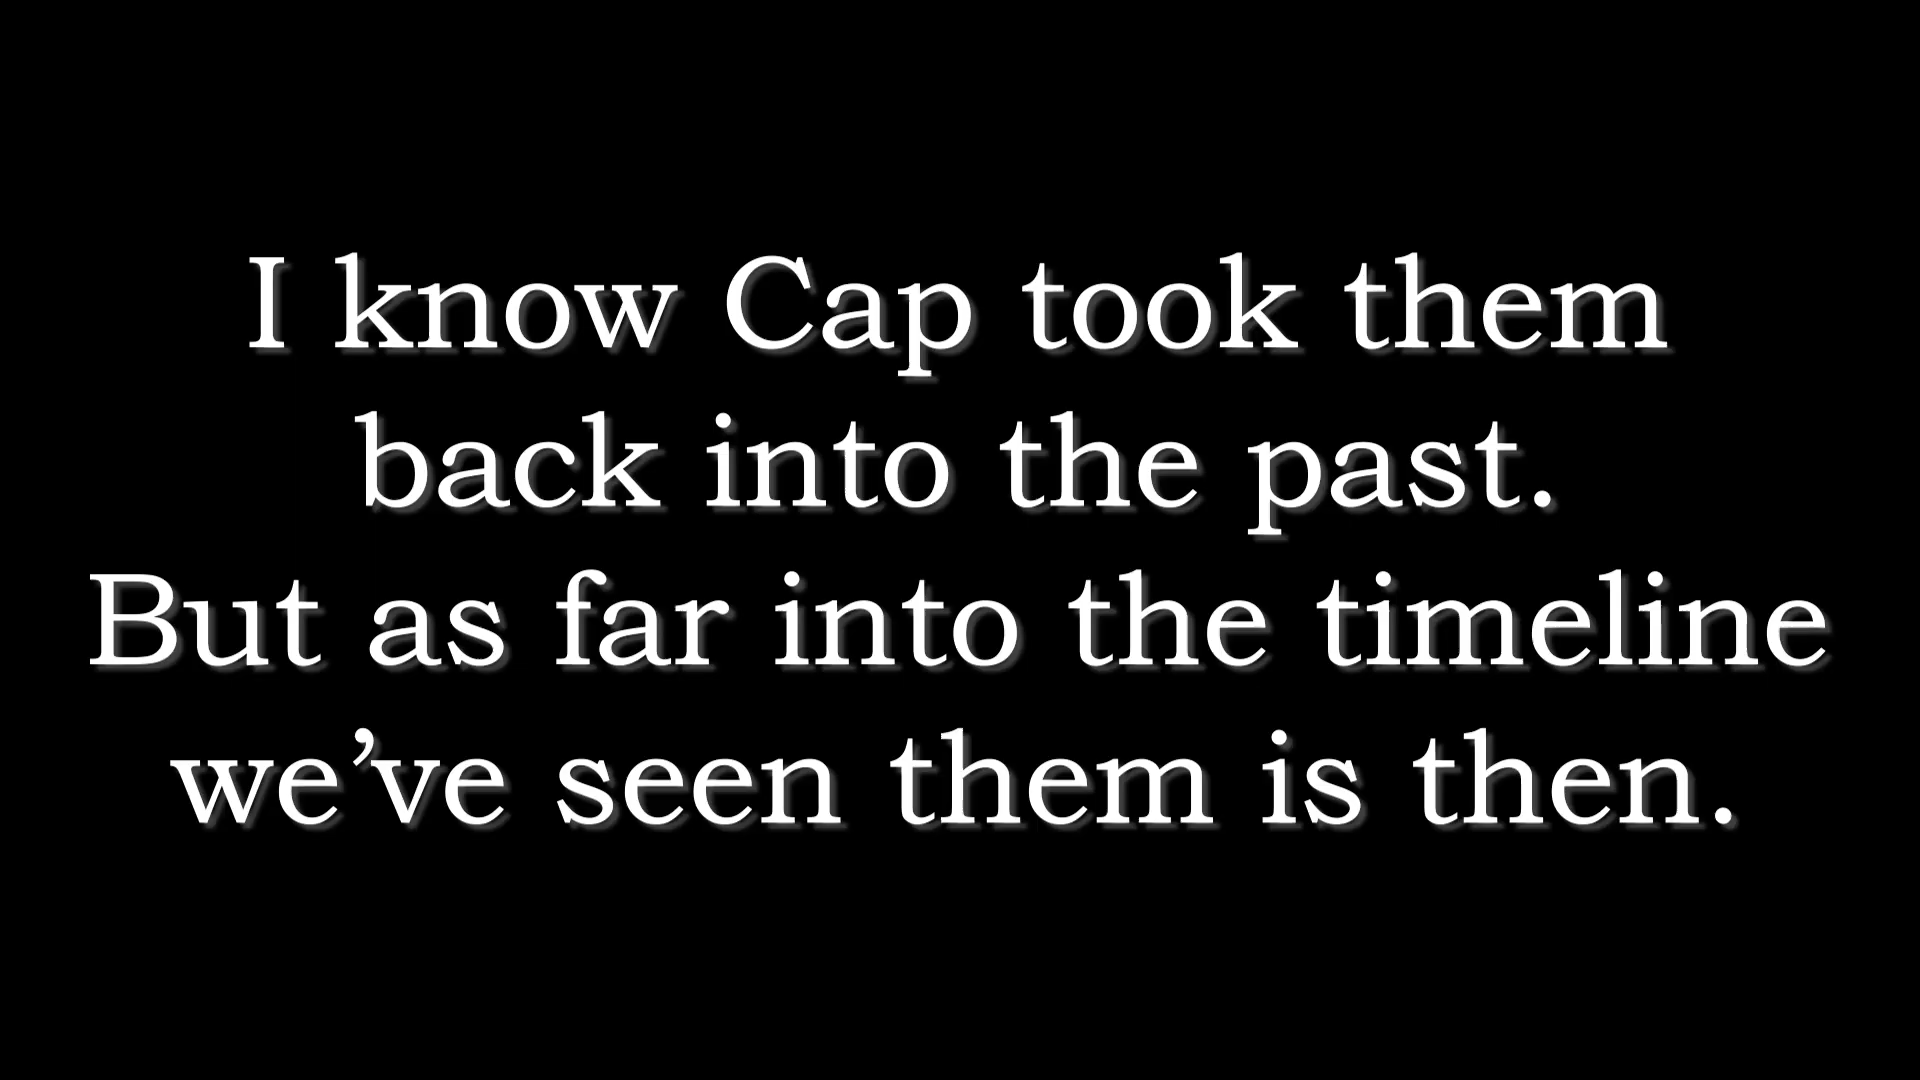 I know Cap took them
back into the past.
But as far into the timeline
we’ve seen them is then.